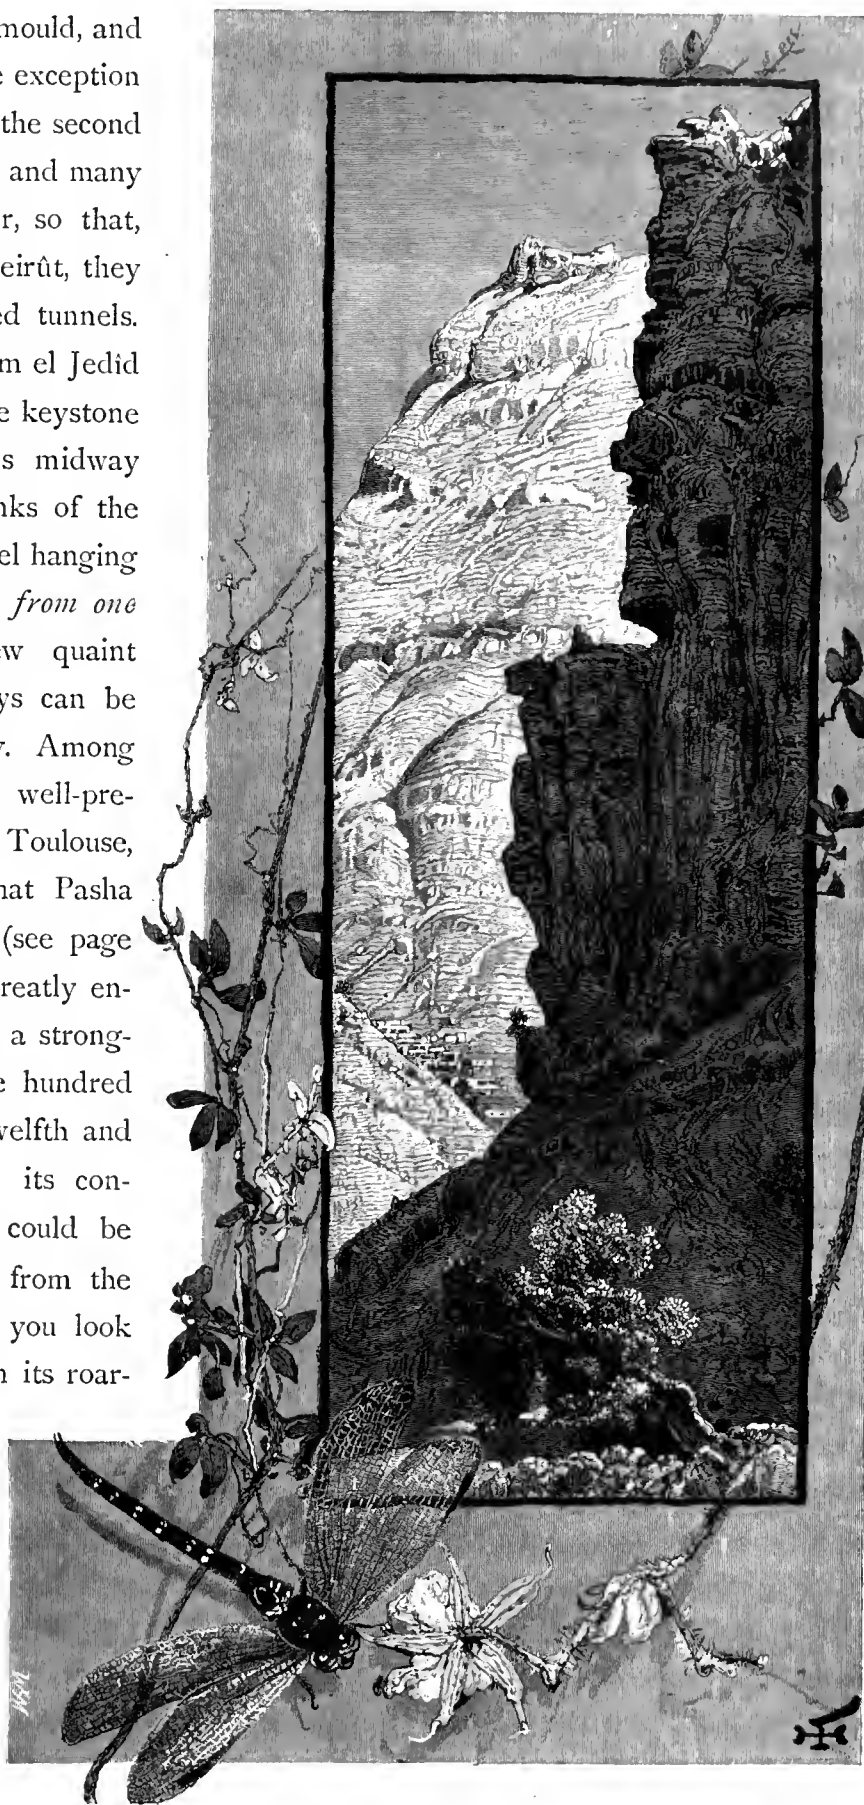 mould, and
exception
the second
and many
r, so that,
eirût, they
ed tunnels.
m el Jedîd
e keystone
s midway
nks of the
el hanging
from one
ew quaint
ys can be
y. Among
well-pre-
Toulouse,
hat Pasha
(see page
reatly en-
a strong-
e hundred
welfth and
its con-
could be
from the
you look
n its roar-